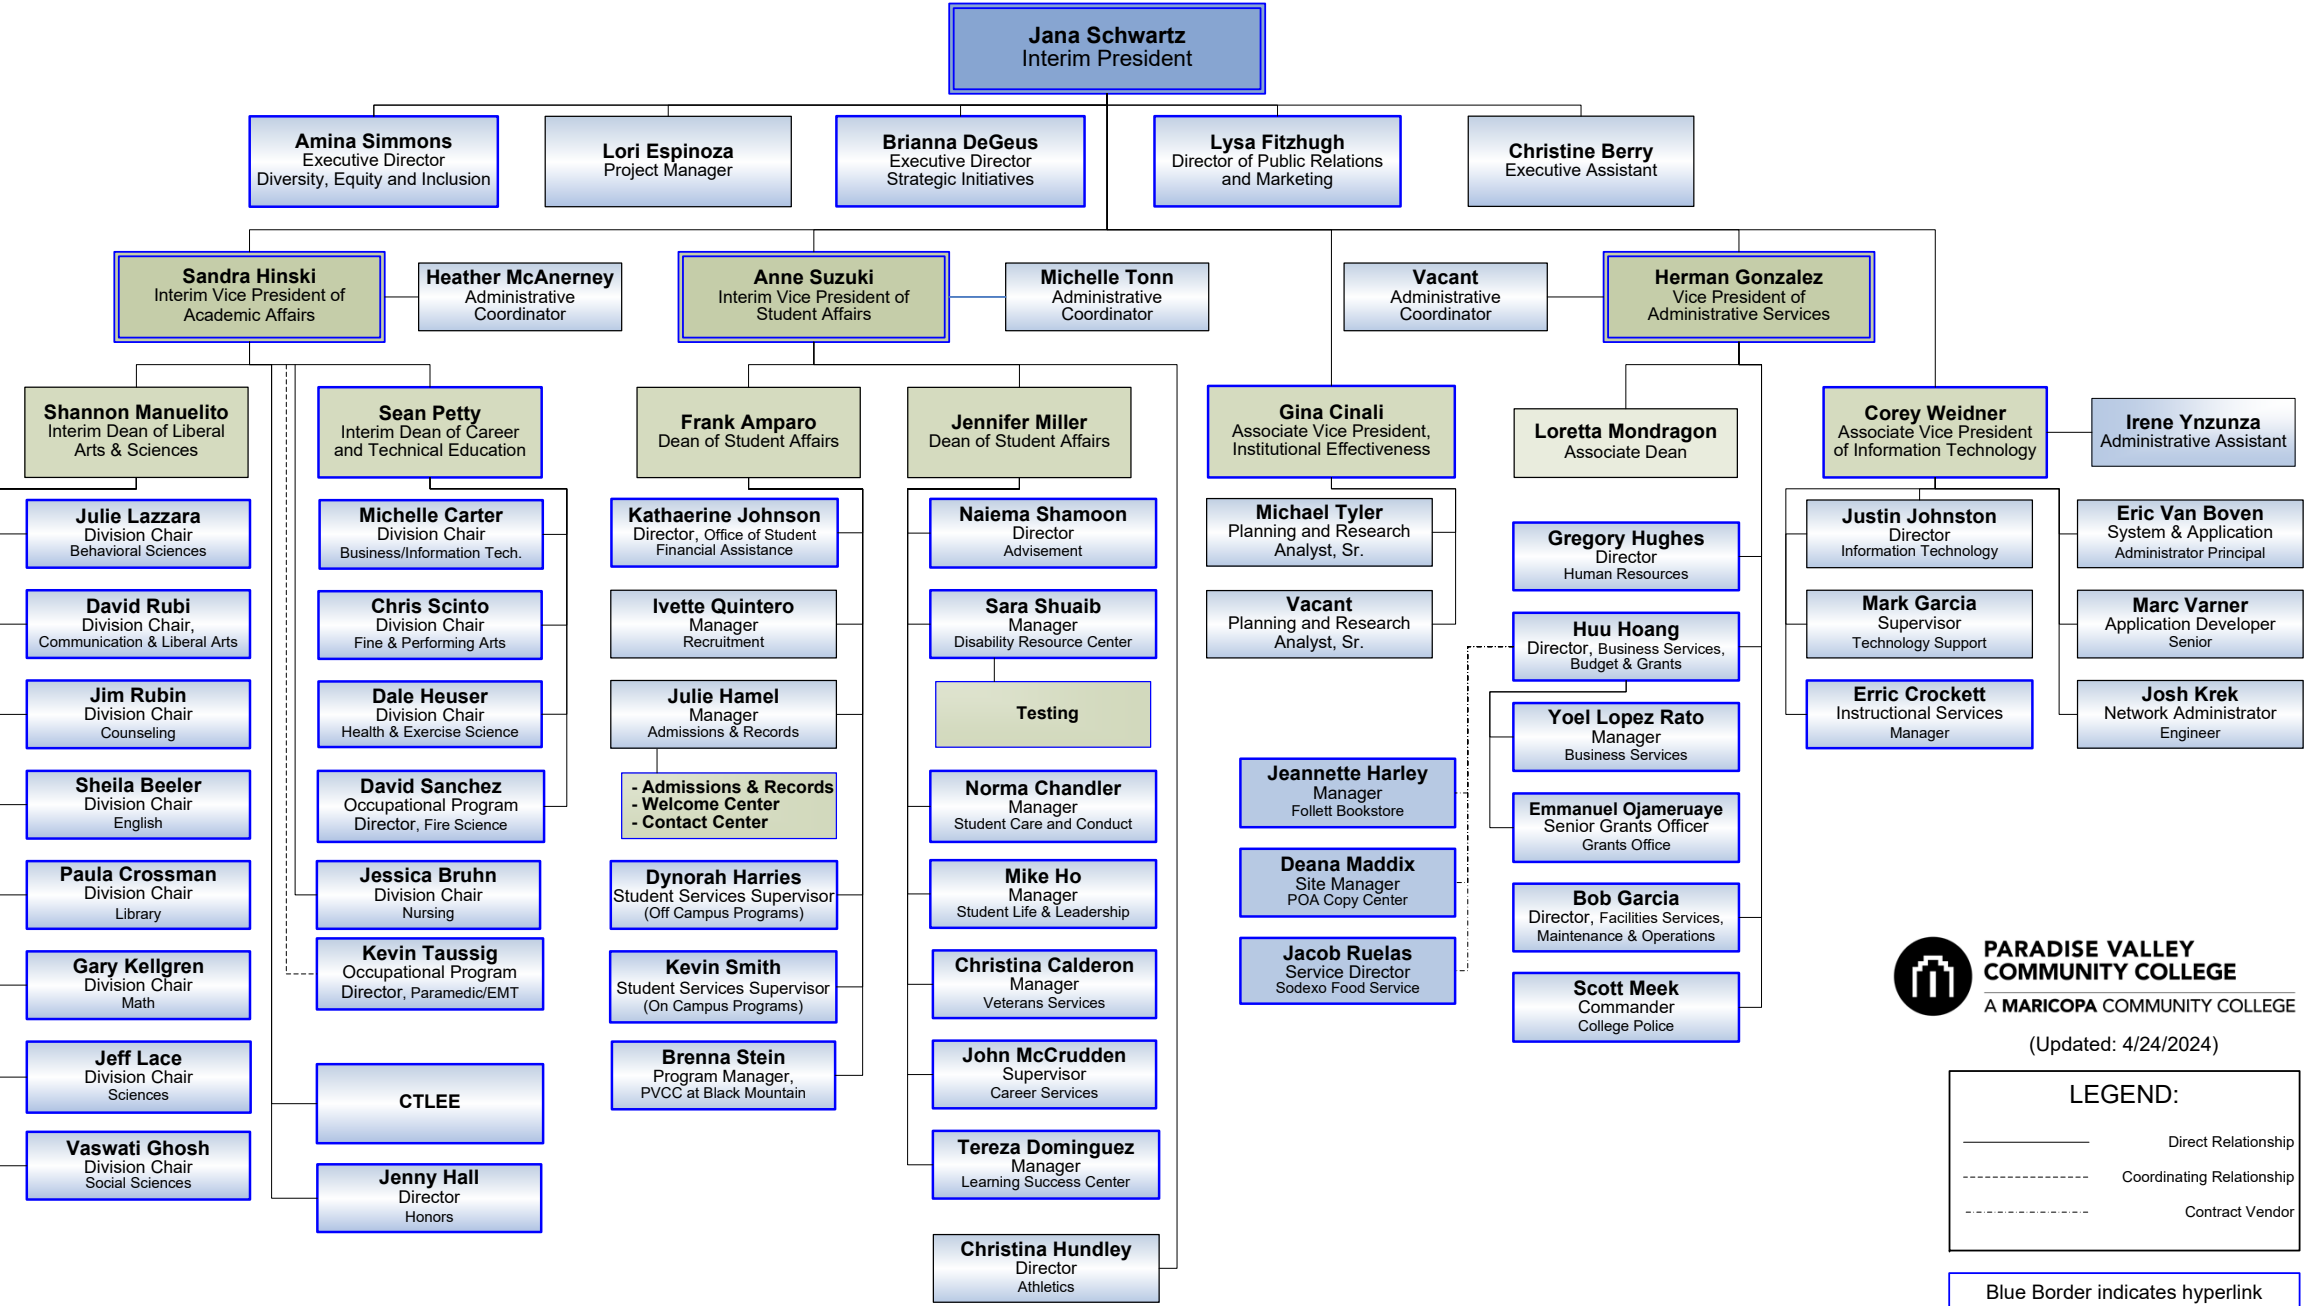 Jana Schwartz
Interim President
Amina Simmons
Executive Director
Diversity, Equity and Inclusion
Lori Espinoza
Project Manager
Brianna DeGeus
Executive Director
Strategic Initiatives
Lysa Fitzhugh
Director of Public Relations
and Marketing
Christine Berry
Executive Assistant
Sandra Hinski
Interim Vice President of
Academic Affairs
Heather McAnerney
Administrative
Coordinator
Anne Suzuki
Interim Vice President of
Student Affairs
Michelle Tonn
Administrative
Coordinator
Vacant
Administrative
Coordinator
Herman Gonzalez
Vice President of
Administrative Services
Shannon Manuelito
Interim Dean of Liberal
Arts & Sciences
Sean Petty
Interim Dean of Career
and Technical Education
Frank Amparo
Dean of Student Affairs
Jennifer Miller
Dean of Student Affairs
Gina Cinali
Associate Vice President,
Institutional Effectiveness
Loretta Mondragon
Associate Dean
Corey Weidner
Associate Vice President
of Information Technology
Irene Ynzunza
Administrative Assistant
Julie Lazzara
Division Chair
Behavioral Sciences
David Rubi
Division Chair,
Communication & Liberal Arts
Jim Rubin
Division Chair
Counseling
Sheila Beeler
Division Chair
English
Paula Crossman
Division Chair
Library
Gary Kellgren
Division Chair
Math
Jeff Lace
Division Chair
Sciences
Vaswati Ghosh
Division Chair
Social Sciences
Michelle Carter
Division Chair
Business/Information Tech.
Chris Scinto
Division Chair
Fine & Performing Arts
Dale Heuser
Division Chair
Health & Exercise Science
David Sanchez
Occupational Program
Director, Fire Science
Jessica Bruhn
Division Chair
Nursing
Kevin Taussig
Occupational Program
Director, Paramedic/EMT
CTLEE
Jenny Hall
Director
Honors
Kathaerine Johnson
Director, Office of Student
Financial Assistance
Ivette Quintero
Manager
Recruitment
Julie Hamel
Manager
Admissions & Records
- Admissions & Records
- Welcome Center
- Contact Center
Dynorah Harries
Student Services Supervisor
(Off Campus Programs)
Kevin Smith
Student Services Supervisor
(On Campus Programs)
Brenna Stein
Program Manager,
PVCC at Black Mountain
Naiema Shamoon
Director
Advisement
Sara Shuaib
Manager
Disability Resource Center
Testing
Norma Chandler
Manager
Student Care and Conduct
Mike Ho
Manager
Student Life & Leadership
Christina Calderon
Manager
Veterans Services
John McCrudden
Supervisor
Career Services
Tereza Dominguez
Manager
Learning Success Center
Christina Hundley
Director
Athletics
Michael Tyler
Planning and Research
Analyst, Sr.
Vacant
Planning and Research
Analyst, Sr.
Jeannette Harley
Manager
Follett Bookstore
Deana Maddix
Site Manager
POA Copy Center
Jacob Ruelas
Service Director
Sodexo Food Service
Gregory Hughes
Director
Human Resources
Huu Hoang
Director, Business Services,
Budget & Grants
Yoel Lopez Rato
Manager
Business Services
Emmanuel Ojameruaye
Senior Grants Officer
Grants Office
Bob Garcia
Director, Facilities Services,
Maintenance & Operations
Scott Meek
Commander
College Police
Justin Johnston
Director
Information Technology
Mark Garcia
Supervisor
Technology Support
Erric Crockett
Instructional Services
Manager
Eric Van Boven
System & Application
Administrator Principal
Marc Varner
Application Developer
Senior
Josh Krek
Network Administrator
Engineer
PARADISE VALLEY
COMMUNITY COLLEGE
A MARICOPA COMMUNITY COLLEGE
(Updated: 4/24/2024)
LEGEND:
Direct Relationship
Coordinating Relationship
Contract Vendor
Blue Border indicates hyperlink